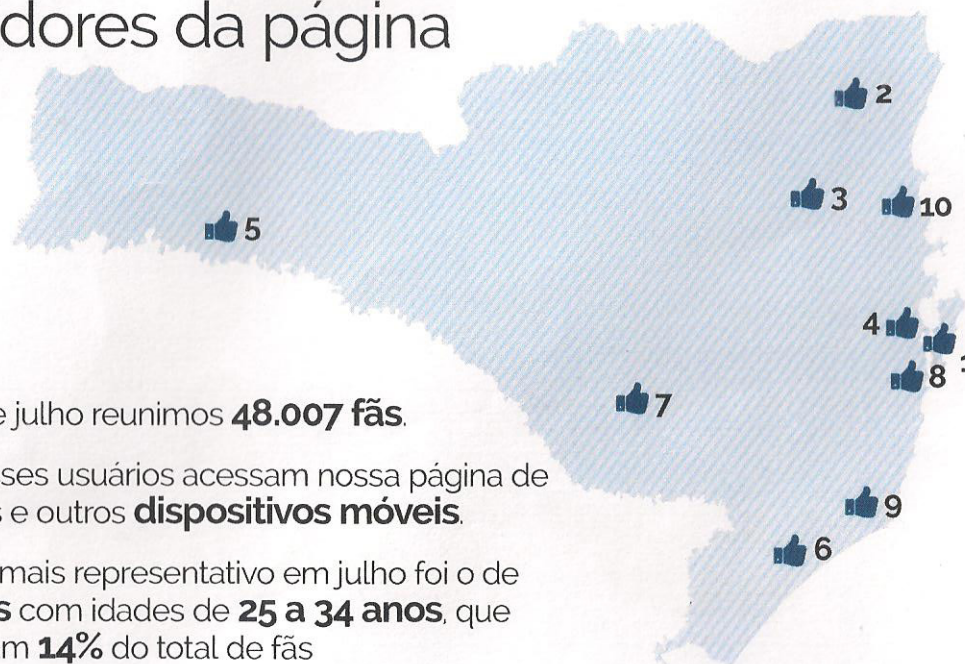 dores da página
2
3
10
5
4
1
8
7
9
6
e julho reunimos 48.007 fãs.
ses usuários acessam nossa página de
s e outros dispositivos móveis.
mais representativo em julho foi o de
s com idades de 25 a 34 anos, que
m 14% do total de fãs